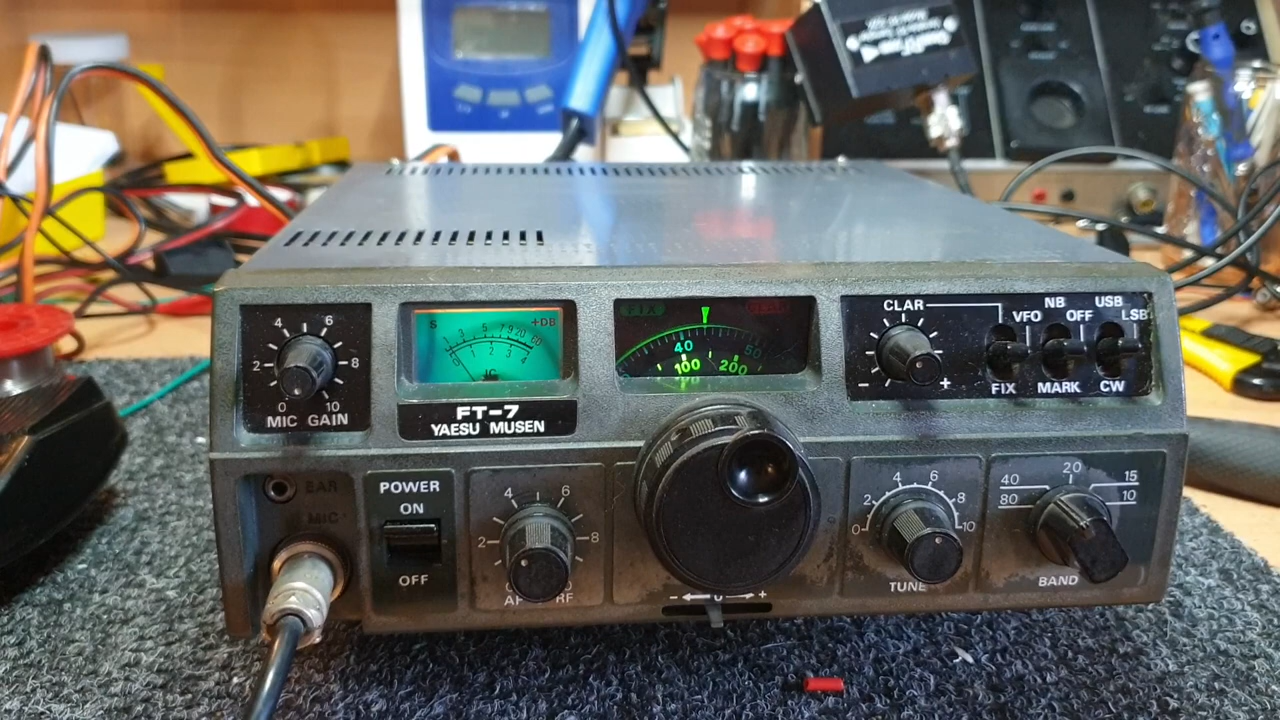 4 6
2 8
0 10
MIC GAIN
S +DB
1 3 5 7 9 20 60
0 1 2 3 4
IC
FT-7
YAESU MUSEN
FIX CLAR
40 50
100 200
CLAR
- +
VFO
FIX
NB
OFF
MARK
USB
LSB
CW
EAR
MIC
POWER
ON
OFF
4 6
2 8
AF RF
- 0 +
4 6
2 8
0 10
TUNE
20
40 15
80 10
BAND